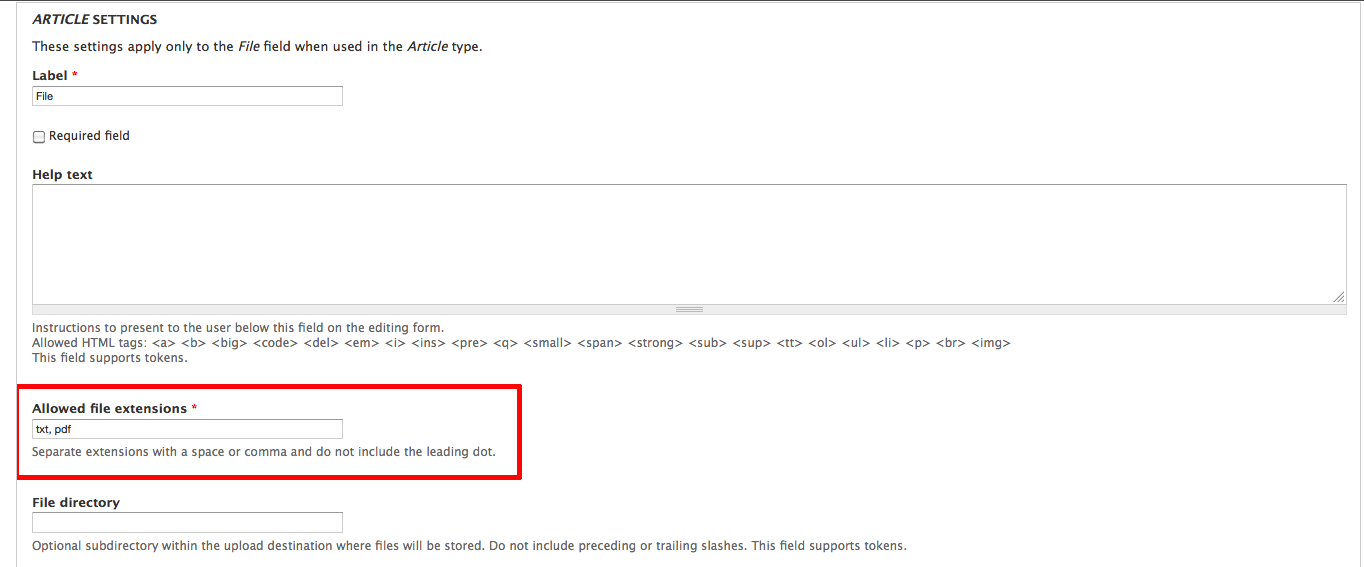 ARTICLE SETTINGS
These settings apply only to the File field when used in the Article type.
Label *
File
Required field
Help text
Instructions to present to the user below this field on the editing form.
Allowed HTML tags: <a> <b> <big> <code> <del> <em> <i> <ins> <pre> <q> <small> <span> <strong> <sub> <sup> <tt> <ol> <ul> <li> <p> <br> <img>
This field supports tokens.
Allowed file extensions *
txt, pdf
Separate extensions with a space or comma and do not include the leading dot.
File directory
Optional subdirectory within the upload destination where files will be stored. Do not include preceding or trailing slashes. This field supports tokens.